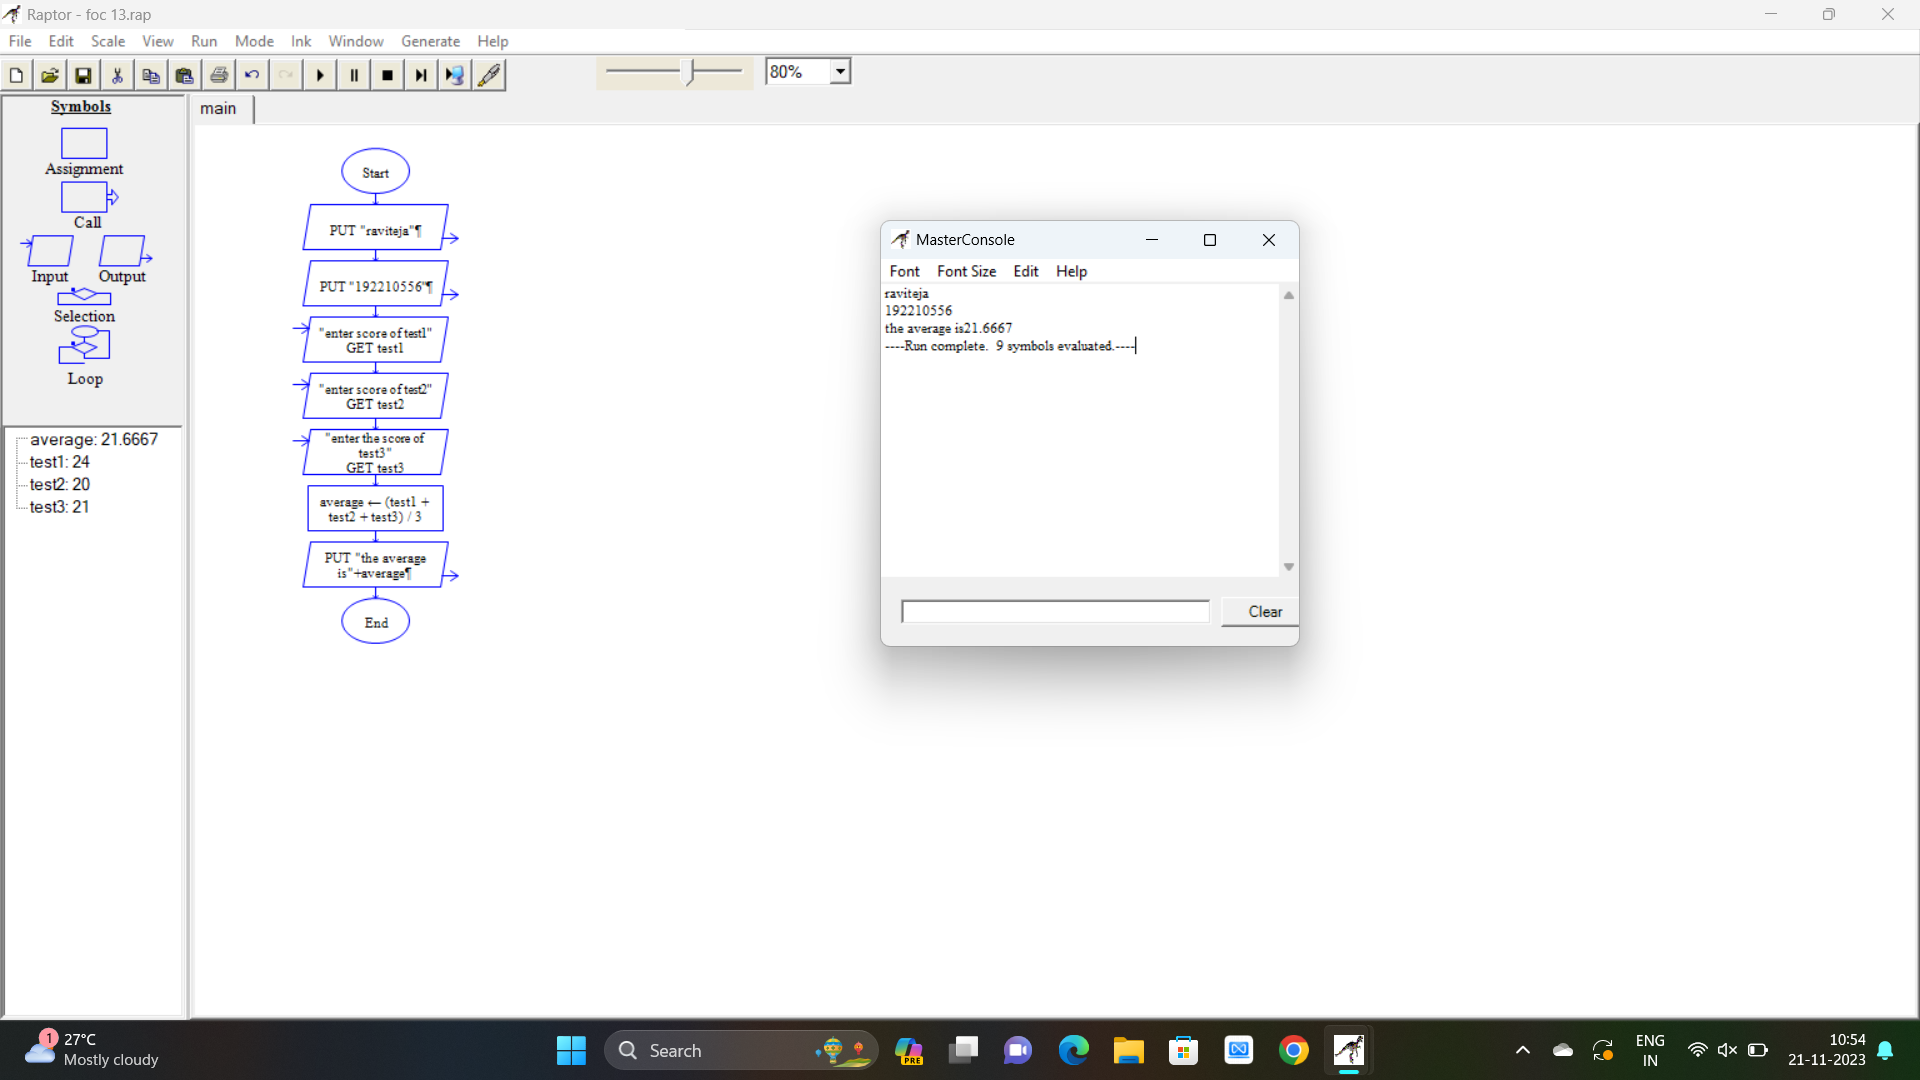 Raptor - foc 13.rap
File Edit Scale View Run Mode Ink Window Generate Help
80%
Symbols
Assignment
Call
Input Output
Selection
Loop
average: 21.6667
test1: 24
test2: 20
test3: 21
main
Start
PUT "raviteja"¶
PUT "192210556"¶
"enter score of test1"
GET test1
"enter score of test2"
GET test2
"enter the score of
test3"
GET test3
average ← (test1 +
test2 + test3) / 3
PUT "the average
is"+average¶
End
MasterConsole
Font Font Size Edit Help
raviteja
192210556
the average is21.6667
----Run complete.  9 symbols evaluated.----
Clear
1
27°C
Mostly cloudy
Search
PRE
ENG
IN
10:54
21-11-2023